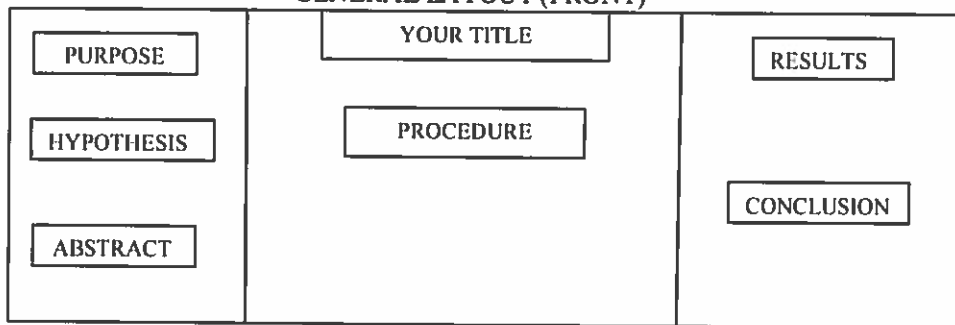 YOUR TITLE
PURPOSE
HYPOTHESIS
ABSTRACT
PROCEDURE
RESULTS
CONCLUSION